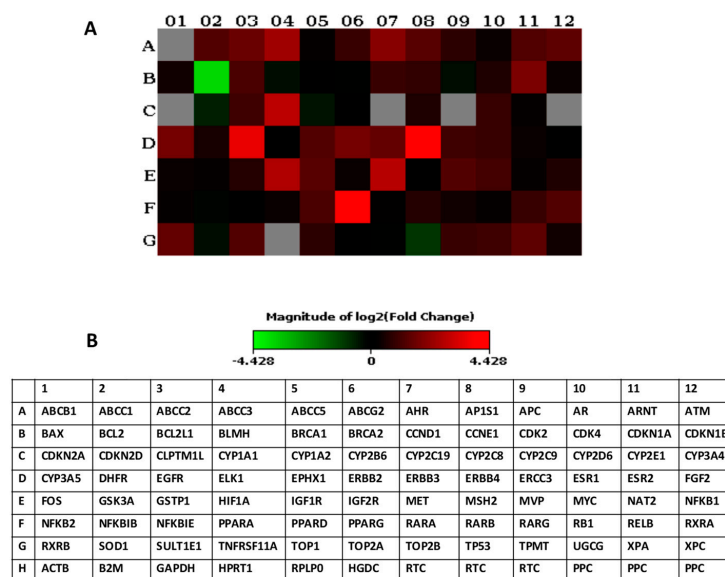 A
01 02 03 04 05 06 07 08 09 10 11 12
A
B
C
D
E
F
G
B
Magnitude of log2(Fold Change)
-4.428 0 4.428
1 2 3 4 5 6 7 8 9 10 11 12
A ABCB1 ABCC1 ABCC2 ABCC3 ABCC5 ABCG2 AHR AP1S1 APC AR ARNT ATM
B BAX BCL2 BCL2L1 BLMH BRCA1 BRCA2 CCND1 CCNE1 CDK2 CDK4 CDKN1A CDKN1B
C CDKN2A CDKN2D CLPTM1L CYP1A1 CYP1A2 CYP2B6 CYP2C19 CYP2C8 CYP2C9 CYP2D6 CYP2E1 CYP3A4
D CYP3A5 DHFR EGFR ELK1 EPHX1 ERBB2 ERBB3 ERBB4 ERCC3 ESR1 ESR2 FGF2
E FOS GSK3A GSTP1 HIF1A IGF1R IGF2R MET MSH2 MVP MYC NAT2 NFKB1
F NFKB2 NFKBIB NFKBIE PPARA PPARD PPARG RARA RARB RARG RB1 RELB RXRA
G RXRB SOD1 SULT1E1 TNFRSF11A TOP1 TOP2A TOP2B TP53 TPMT UGCG XPA XPC
H ACTB B2M GAPDH HPRT1 RPLP0 HGDC RTC RTC RTC PPC PPC PPC